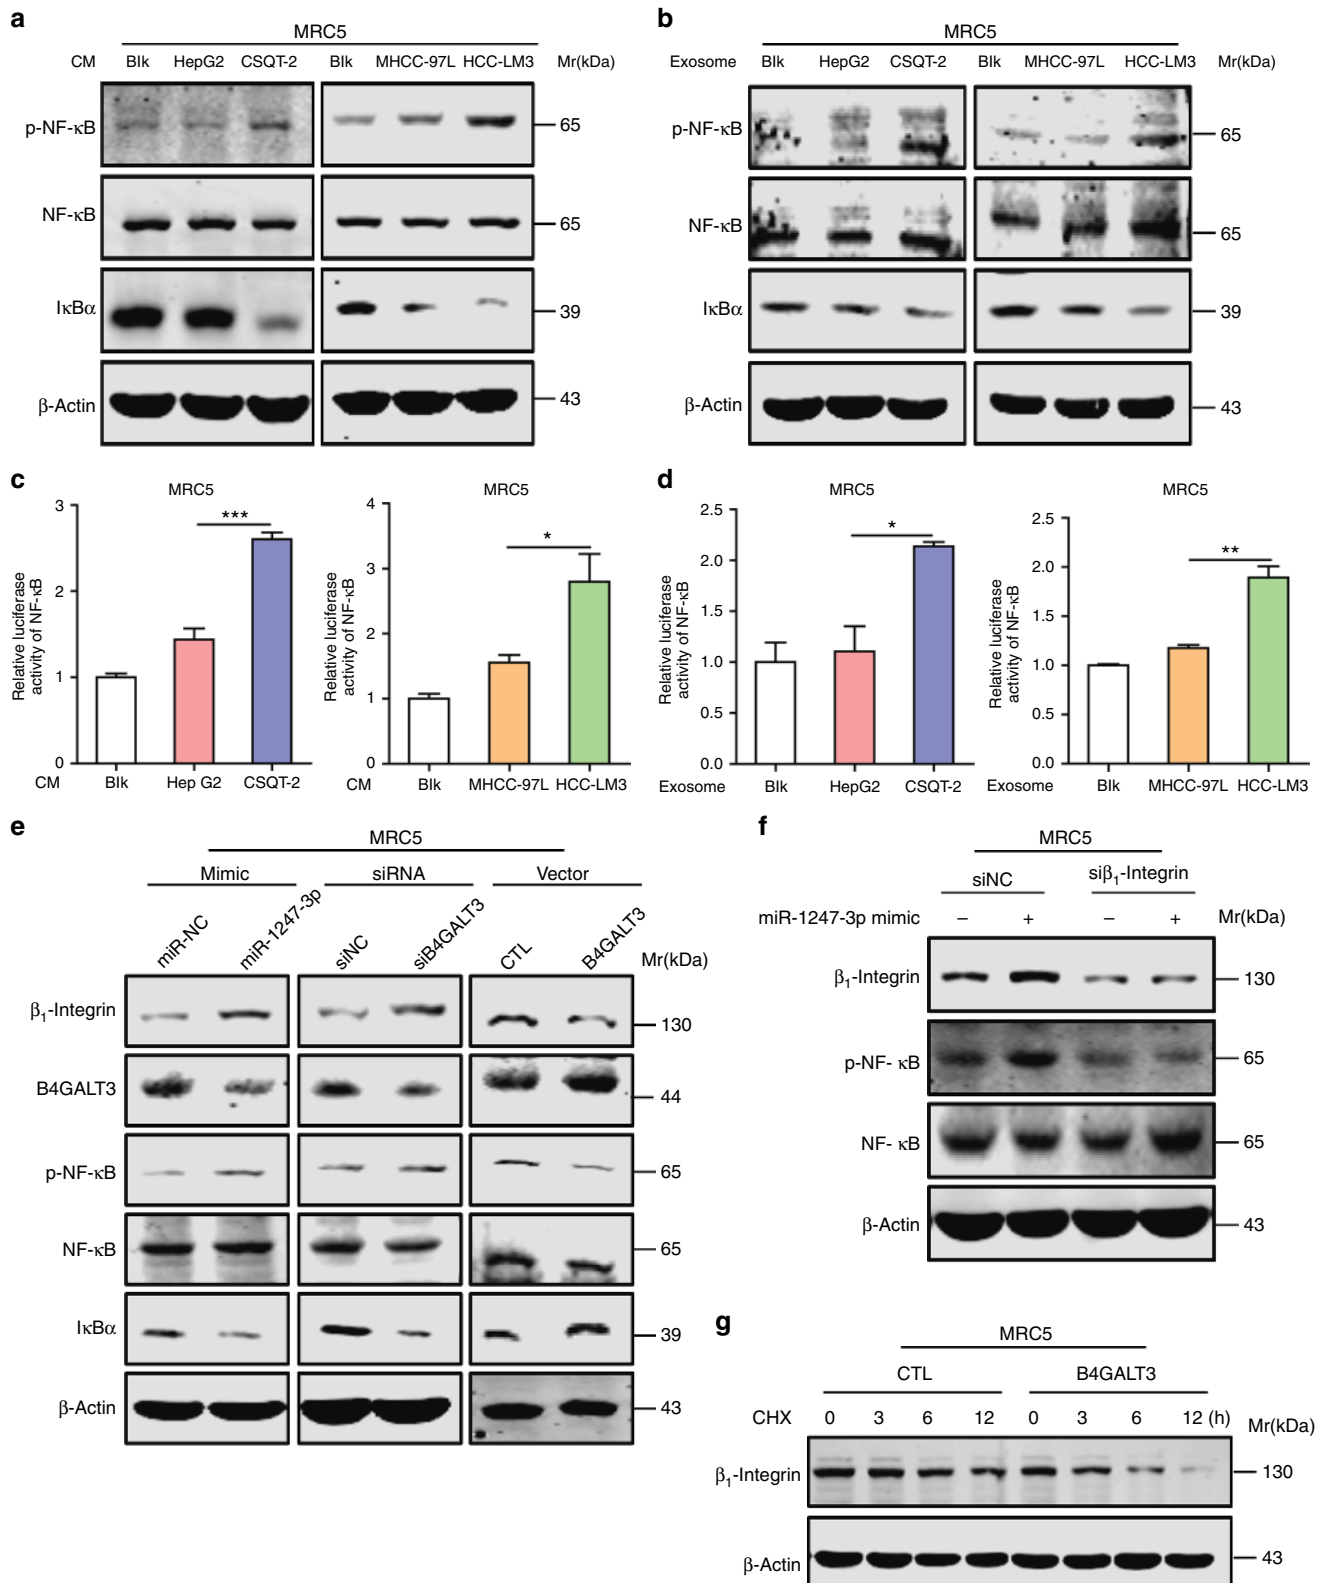 a
MRC5
CM Blk HepG2 CSQT-2 Blk MHCC-97L HCC-LM3 Mr(kDa)
p-NF-κB 65
NF-κB 65
IκBα 39
β-Actin 43
b
MRC5
Exosome Blk HepG2 CSQT-2 Blk MHCC-97L HCC-LM3 Mr(kDa)
p-NF-κB 65
NF-κB 65
IκBα 39
β-Actin 43
c
MRC5
Relative luciferase
activity of NF-κB
3
2
1
0
***
CM Blk Hep G2 CSQT-2
MRC5
Relative luciferase
activity of NF-κB
4
3
2
1
0
*
CM Blk MHCC-97L HCC-LM3
d
MRC5
Relative luciferase
activity of NF-κB
2.5
2.0
1.5
1.0
0.5
0.0
*
Exosome Blk HepG2 CSQT-2
MRC5
Relative luciferase
activity of NF-κB
2.5
2.0
1.5
1.0
0.5
0.0
**
Exosome Blk MHCC-97L HCC-LM3
e
MRC5
Mimic siRNA Vector
miR-NC miR-1247-3p siNC siB4GALT3 CTL B4GALT3 Mr(kDa)
β1-Integrin 130
B4GALT3 44
p-NF-κB 65
NF-κB 65
IκBα 39
β-Actin 43
f
MRC5
siNC siβ1-Integrin
miR-1247-3p mimic – + – + Mr(kDa)
β1-Integrin 130
p-NF- κB 65
NF- κB 65
β-Actin 43
g
MRC5
CTL B4GALT3
CHX 0 3 6 12 0 3 6 12 (h) Mr(kDa)
β1-Integrin 130
β-Actin 43